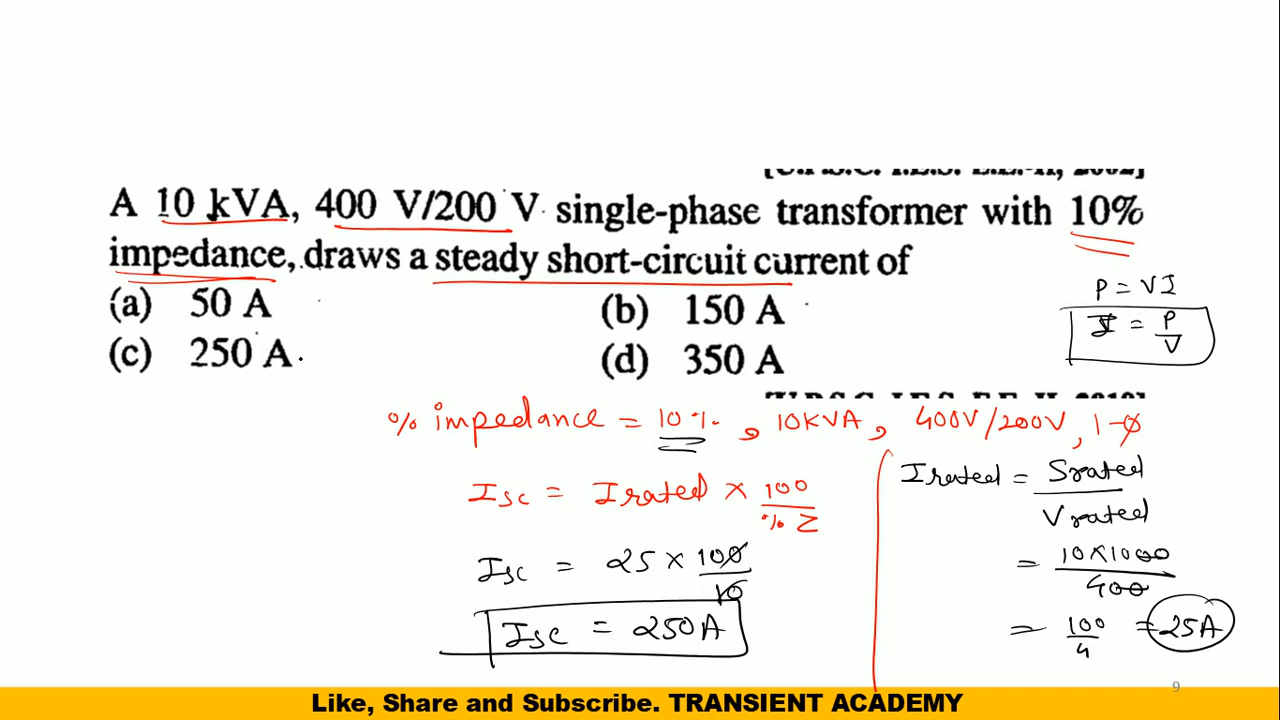 A 10 kVA, 400 V/200 V single-phase transformer with 10%
impedance, draws a steady short-circuit current of
(a) 50 A (b) 150 A
(c) 250 A. (d) 350 A
P = VI
I = P/V
% impedance = 10%, 10KVA, 400V/200V, 1-Φ
Isc = Irated × 100/% Z
Isc = 25 × 100/10
Isc = 250A
Irated = Srated/Vrated
= 10×1000/400
= 100/4 = 25A
9
Like, Share and Subscribe. TRANSIENT ACADEMY